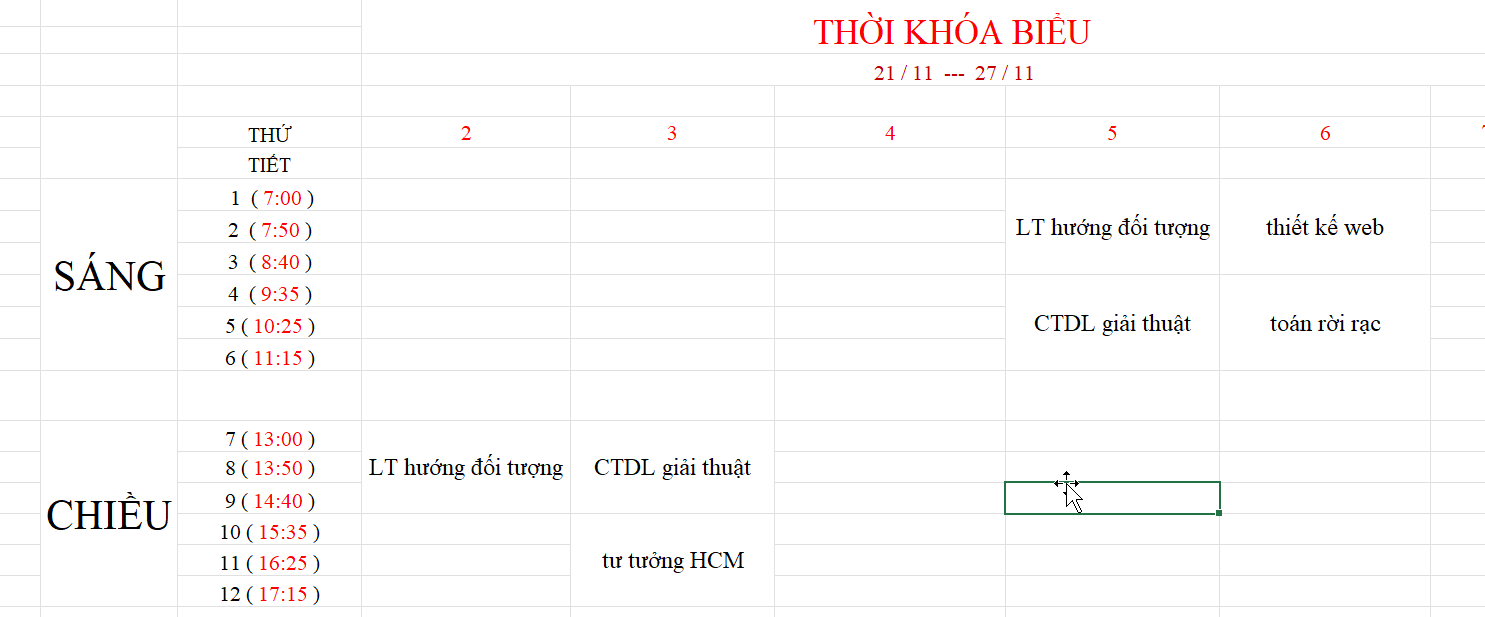 THỜI KHÓA BIỂU
21 / 11 --- 27 / 11
THỨ 2 3 4 5 6
TIẾT
SÁNG
1 ( 7:00 )
2 ( 7:50 ) LT hướng đối tượng thiết kế web
3 ( 8:40 )
4 ( 9:35 )
5 ( 10:25 ) CTDL giải thuật toán rời rạc
6 ( 11:15 )
CHIỀU
7 ( 13:00 )
8 ( 13:50 ) LT hướng đối tượng CTDL giải thuật
9 ( 14:40 )
10 ( 15:35 )
11 ( 16:25 ) tư tưởng HCM
12 ( 17:15 )